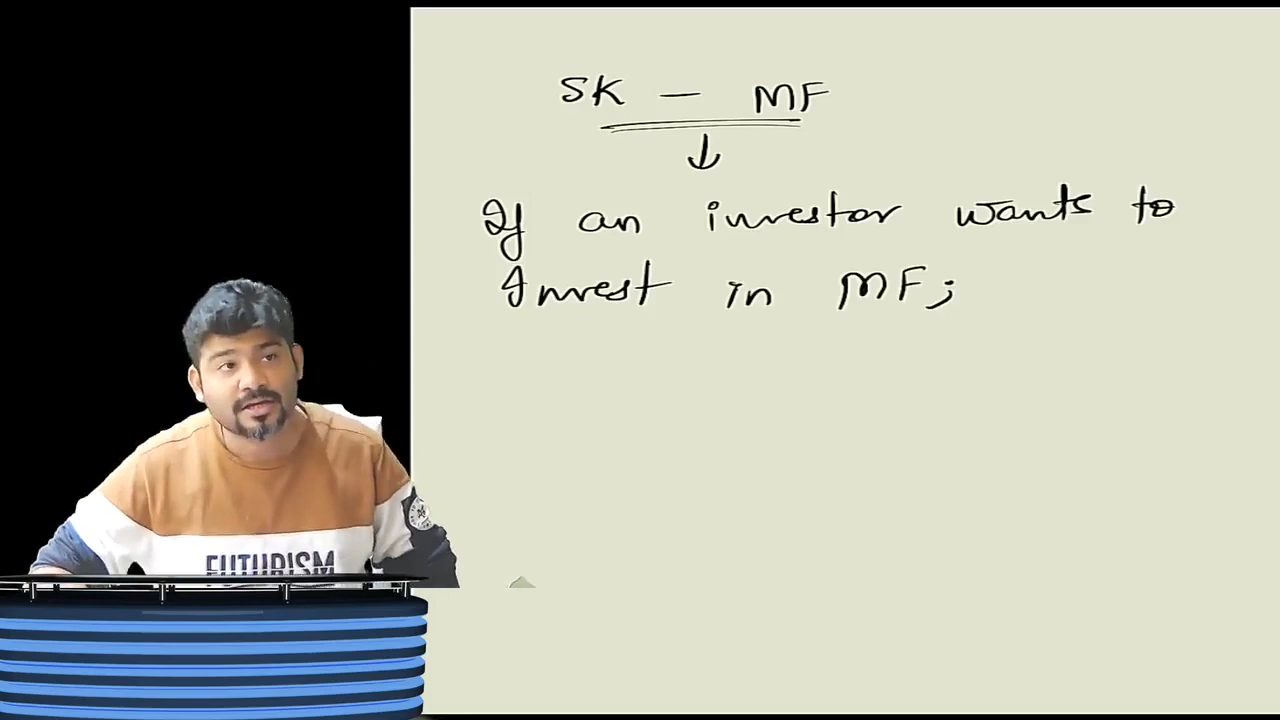 SK - MF
If an investor wants to
Invest in MF;
FUTURISM